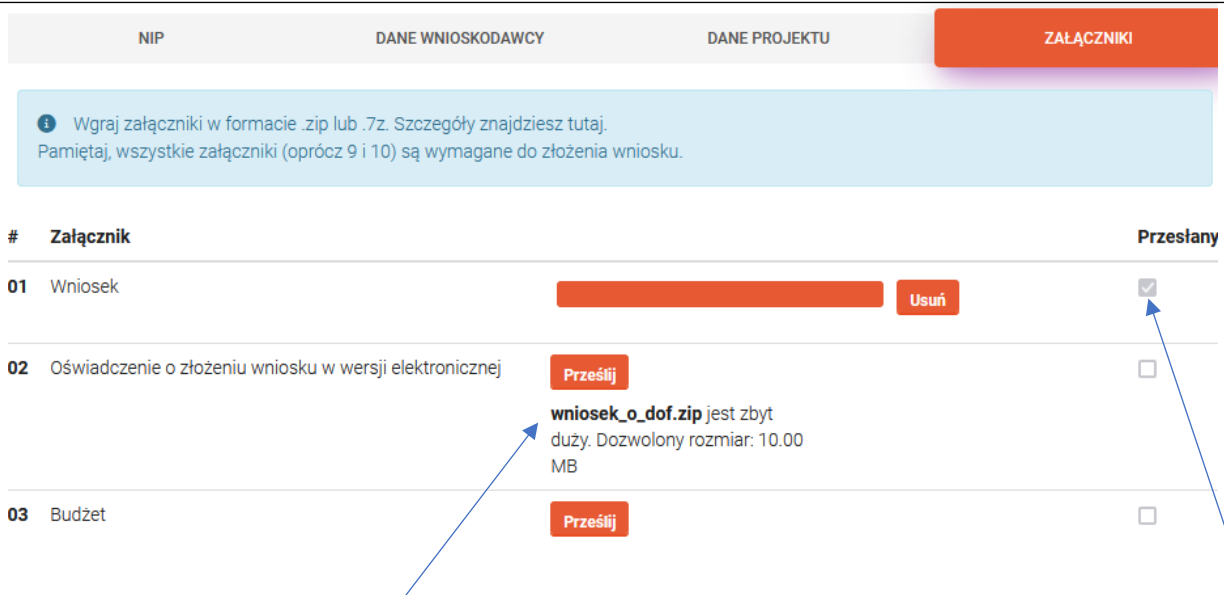 NIP DANE WNIOSKODAWCY DANE PROJEKTU ZAŁĄCZNIKI
Wgraj załączniki w formacie .zip lub .7z. Szczegóły znajdziesz tutaj.
Pamiętaj, wszystkie załączniki (oprócz 9 i 10) są wymagane do złożenia wniosku.
# Załącznik Przesłany
01 Wniosek Usuń
02 Oświadczenie o złożeniu wniosku w wersji elektronicznej Prześlij
wniosek_o_dof.zip jest zbyt
duży. Dozwolony rozmiar: 10.00
MB
03 Budżet Prześlij